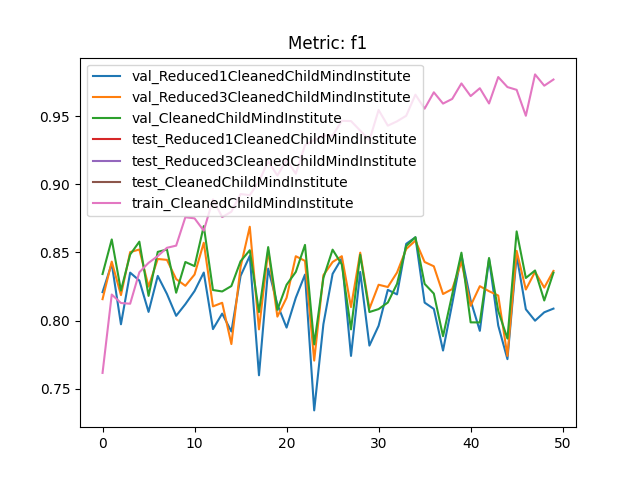 Metric: f1
val_Reduced1CleanedChildMindInstitute
val_Reduced3CleanedChildMindInstitute
val_CleanedChildMindInstitute
test_Reduced1CleanedChildMindInstitute
test_Reduced3CleanedChildMindInstitute
test_CleanedChildMindInstitute
train_CleanedChildMindInstitute
0.95
0.90
0.85
0.80
0.75
0 10 20 30 40 50